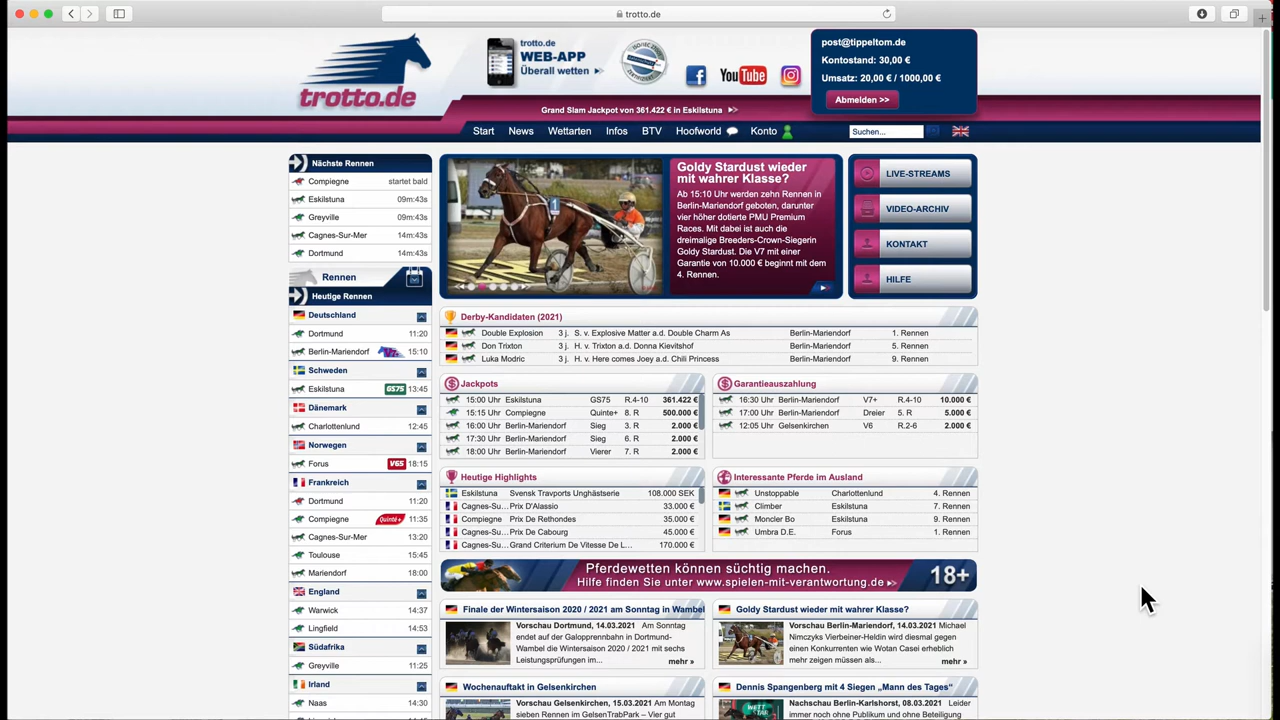 trotto.de
trotto.de
trotto.de
WEB-APP
Überall wetten
YouTube
post@tippeltom.de
Kontostand: 30,00 €
Umsatz: 20,00 € / 1000,00 €
Abmelden >>
Grand Slam Jackpot von 361.422 € in Eskilstuna
Start News Wettarten Infos BTV Hoofworld Konto
Suchen...
Nächste Rennen
Compiegne startet bald
Eskilstuna 09m:43s
Greyville 09m:43s
Cagnes-Sur-Mer 14m:43s
Dortmund 14m:43s
Rennen
Heutige Rennen
Deutschland
Dortmund 11:20
Berlin-Mariendorf 15:10
Schweden
Eskilstuna GS75 13:45
Dänemark
Charlottenlund 12:45
Norwegen
Forus V65 18:15
Frankreich
Dortmund 11:20
Compiegne Quinté+ 11:35
Cagnes-Sur-Mer 13:20
Toulouse 15:45
Mariendorf 18:00
England
Warwick 14:37
Lingfield 14:53
Südafrika
Greyville 11:25
Irland
Naas 14:30
1
Goldy Stardust wieder
mit wahrer Klasse?
Ab 15:10 Uhr werden zehn Rennen in
Berlin-Mariendorf geboten, darunter
vier höher dotierte PMU Premium
Races. Mit dabei ist auch die
dreimalige Breeders-Crown-Siegerin
Goldy Stardust. Die V7 mit einer
Garantie von 10.000 € beginnt mit dem
4. Rennen.
LIVE-STREAMS
VIDEO-ARCHIV
KONTAKT
HILFE
Derby-Kandidaten (2021)
Double Explosion 3 j. S. v. Explosive Matter a.d. Double Charm As Berlin-Mariendorf 1. Rennen
Don Trixton 3 j. H. v. Trixton a.d. Donna Kievitshof Berlin-Mariendorf 5. Rennen
Luka Modric 3 j. H. v. Here comes Joey a.d. Chili Princess Berlin-Mariendorf 9. Rennen
Jackpots
15:00 Uhr Eskilstuna GS75 R.4-10 361.422 €
15:15 Uhr Compiegne Quinte+ 8. R 500.000 €
16:00 Uhr Berlin-Mariendorf Sieg 3. R 2.000 €
17:30 Uhr Berlin-Mariendorf Sieg 6. R 2.000 €
18:00 Uhr Berlin-Mariendorf Vierer 7. R 2.000 €
Garantieauszahlung
16:30 Uhr Berlin-Mariendorf V7+ R.4-10 10.000 €
17:00 Uhr Berlin-Mariendorf Dreier 5. R 5.000 €
12:05 Uhr Gelsenkirchen V6 R.2-6 2.000 €
Heutige Highlights
Eskilstuna Svensk Travports Unghästserie 108.000 SEK
Cagnes-Su... Prix D'Alassio 33.000 €
Compiegne Prix De Rethondes 35.000 €
Cagnes-Su... Prix De Cabourg 45.000 €
Cagnes-Su... Grand Criterium De Vitesse De L... 170.000 €
Interessante Pferde im Ausland
Unstoppable Charlottenlund 4. Rennen
Climber Eskilstuna 7. Rennen
Moncler Bo Eskilstuna 9. Rennen
Umbra D.E. Forus 1. Rennen
Pferdewetten können süchtig machen.
Hilfe finden Sie unter www.spielen-mit-verantwortung.de
18+
Finale der Wintersaison 2020 / 2021 am Sonntag in Wambel
Vorschau Dortmund, 14.03.2021 Am Sonntag
endet auf der Galopprennbahn in Dortmund-
Wambel die Wintersaison 2020 / 2021 mit sechs
Leistungsprüfungen im...
mehr »
Goldy Stardust wieder mit wahrer Klasse?
Vorschau Berlin-Mariendorf, 14.03.2021 Michael
Nimczyks Vierbeiner-Heldin wird diesmal gegen
einen Konkurrenten wie Wotan Casei erheblich
mehr zeigen müssen als...
mehr »
Wochenauftakt in Gelsenkirchen
Vorschau Gelsenkirchen, 15.03.2021 Am Montag
sieben Rennen im GelsenTrabPark – Vier gut
Dennis Spangenberg mit 4 Siegen „Mann des Tages“
Nachschau Berlin-Karlshorst, 08.03.2021 Leider
immer noch ohne Publikum und ohne Beteiligung
WETT